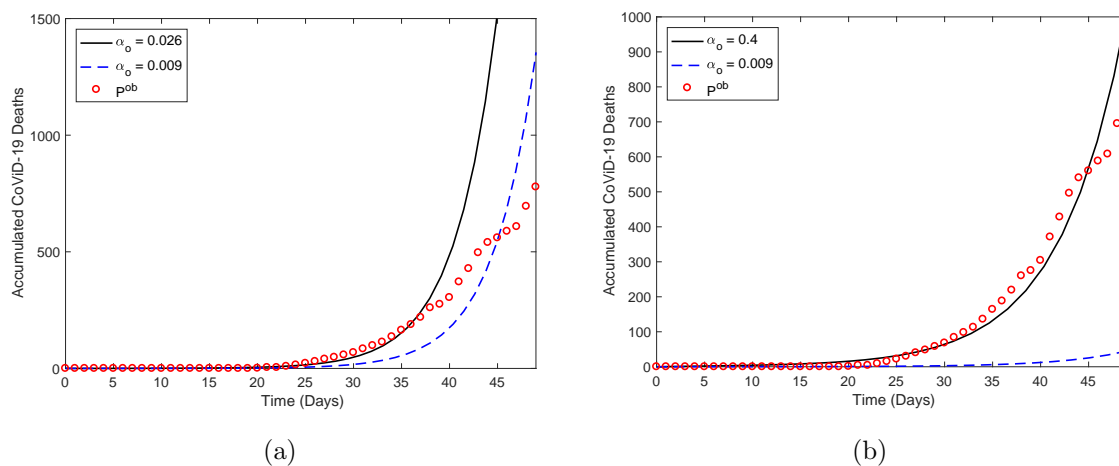 1500
1000
500
0
Accumulated CoViD-19 Deaths
α_o = 0.026
α_o = 0.009
P^ob
0 5 10 15 20 25 30 35 40 45
Time (Days)
(a)
1000
900
800
700
600
500
400
300
200
100
0
Accumulated CoViD-19 Deaths
α_o = 0.4
α_o = 0.009
P^ob
0 5 10 15 20 25 30 35 40 45
Time (Days)
(b)